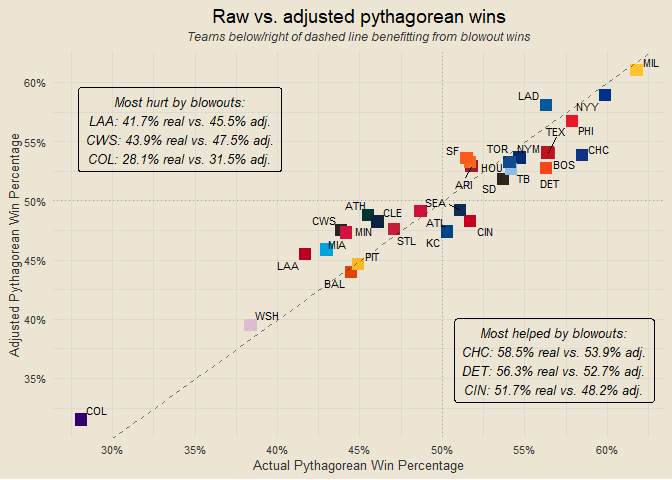 Raw vs. adjusted pythagorean wins
Teams below/right of dashed line benefitting from blowout wins
Adjusted Pythagorean Win Percentage
60%
55%
50%
45%
40%
35%
Most hurt by blowouts:
LAA: 41.7% real vs. 45.5% adj.
CWS: 43.9% real vs. 47.5% adj.
COL: 28.1% real vs. 31.5% adj.
MIL
LAD
NYY
PHI
TEX
CHC
SF
TOR
NYM
HOU
BOS
ARI
SD
TB
DET
ATH
SEA
CLE
CWS
ATL
MIN
CIN
MIA
STL
KC
PIT
LAA
BAL
WSH
COL
Most helped by blowouts:
CHC: 58.5% real vs. 53.9% adj.
DET: 56.3% real vs. 52.7% adj.
CIN: 51.7% real vs. 48.2% adj.
30%
35%
40%
45%
50%
55%
60%
Actual Pythagorean Win Percentage